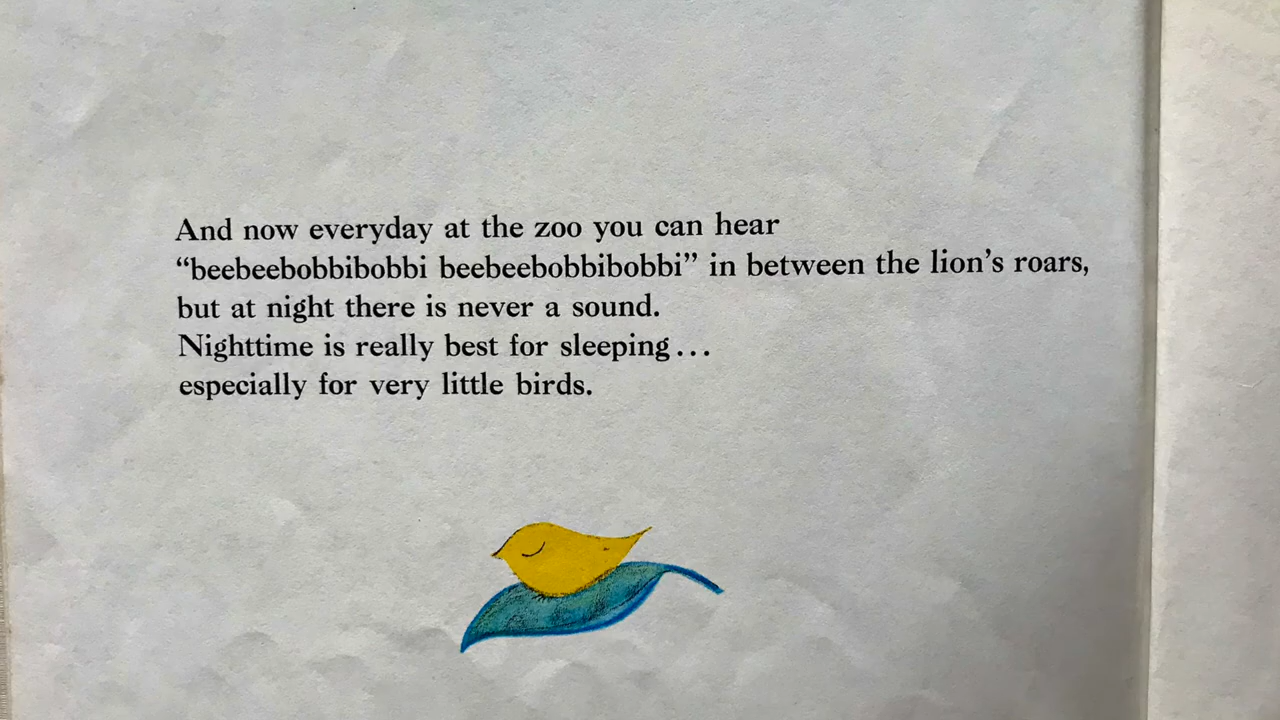 And now everyday at the zoo you can hear
“beebeebobbibobbi beebeebobbibobbi” in between the lion’s roars,
but at night there is never a sound.
Nighttime is really best for sleeping...
especially for very little birds.